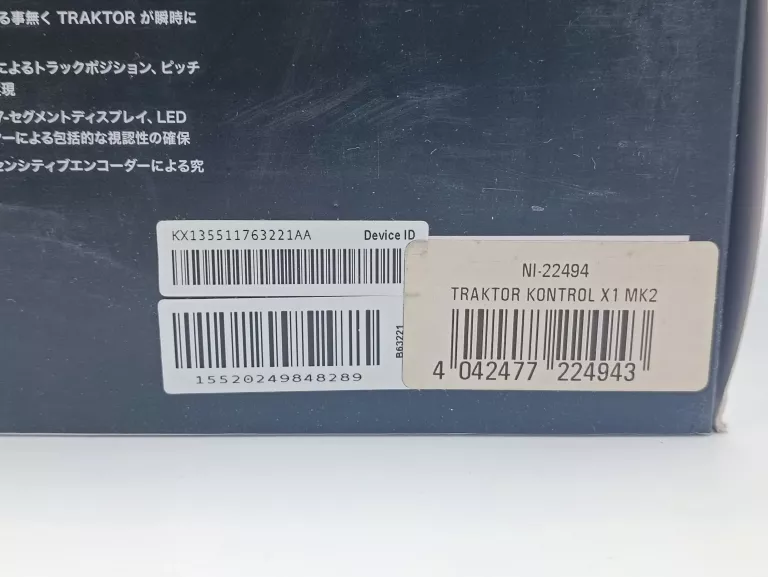 る事無く TRAKTOR が瞬時に
によるトラックポジション、ピッチ
現
7-セグメントディスプレイ、LED
ーによる包括的な視認性の確保
センシティブエンコーダーによる究
KX135511763221AA Device ID
15520249848289
B63221
NI-22494
TRAKTOR KONTROL X1 MK2
4 042477 224943